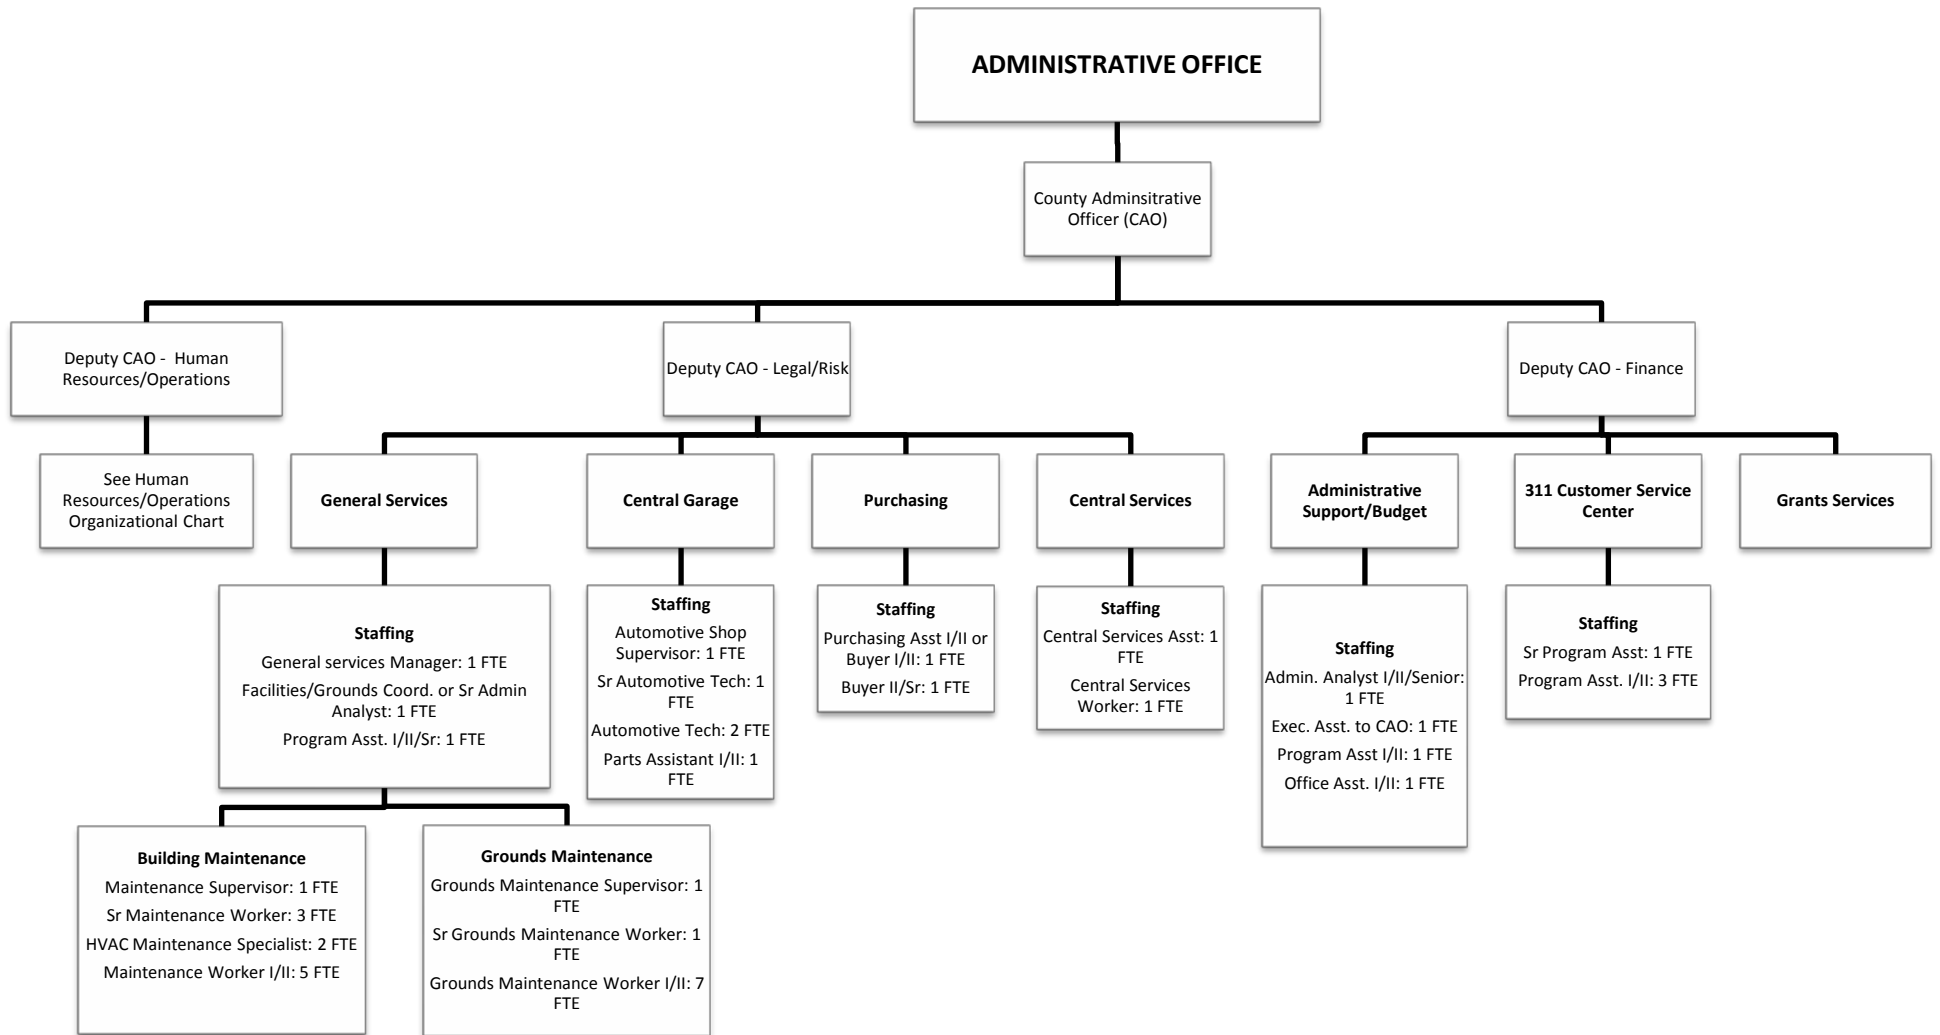 ADMINISTRATIVE OFFICE
County Adminsitrative
Officer (CAO)
Deputy CAO - Human
Resources/Operations
Deputy CAO - Legal/Risk
Deputy CAO - Finance
See Human
Resources/Operations
Organizational Chart
General Services
Central Garage
Purchasing
Central Services
Administrative
Support/Budget
311 Customer Service
Center
Grants Services
Staffing
General services Manager: 1 FTE
Facilities/Grounds Coord. or Sr Admin
Analyst: 1 FTE
Program Asst. I/II/Sr: 1 FTE
Staffing
Automotive Shop
Supervisor: 1 FTE
Sr Automotive Tech: 1
FTE
Automotive Tech: 2 FTE
Parts Assistant I/II: 1
FTE
Staffing
Purchasing Asst I/II or
Buyer I/II: 1 FTE
Buyer II/Sr: 1 FTE
Staffing
Central Services Asst: 1
FTE
Central Services
Worker: 1 FTE
Staffing
Admin. Analyst I/II/Senior:
1 FTE
Exec. Asst. to CAO: 1 FTE
Program Asst I/II: 1 FTE
Office Asst. I/II: 1 FTE
Staffing
Sr Program Asst: 1 FTE
Program Asst. I/II: 3 FTE
Building Maintenance
Maintenance Supervisor: 1 FTE
Sr Maintenance Worker: 3 FTE
HVAC Maintenance Specialist: 2 FTE
Maintenance Worker I/II: 5 FTE
Grounds Maintenance
Grounds Maintenance Supervisor: 1
FTE
Sr Grounds Maintenance Worker: 1
FTE
Grounds Maintenance Worker I/II: 7
FTE